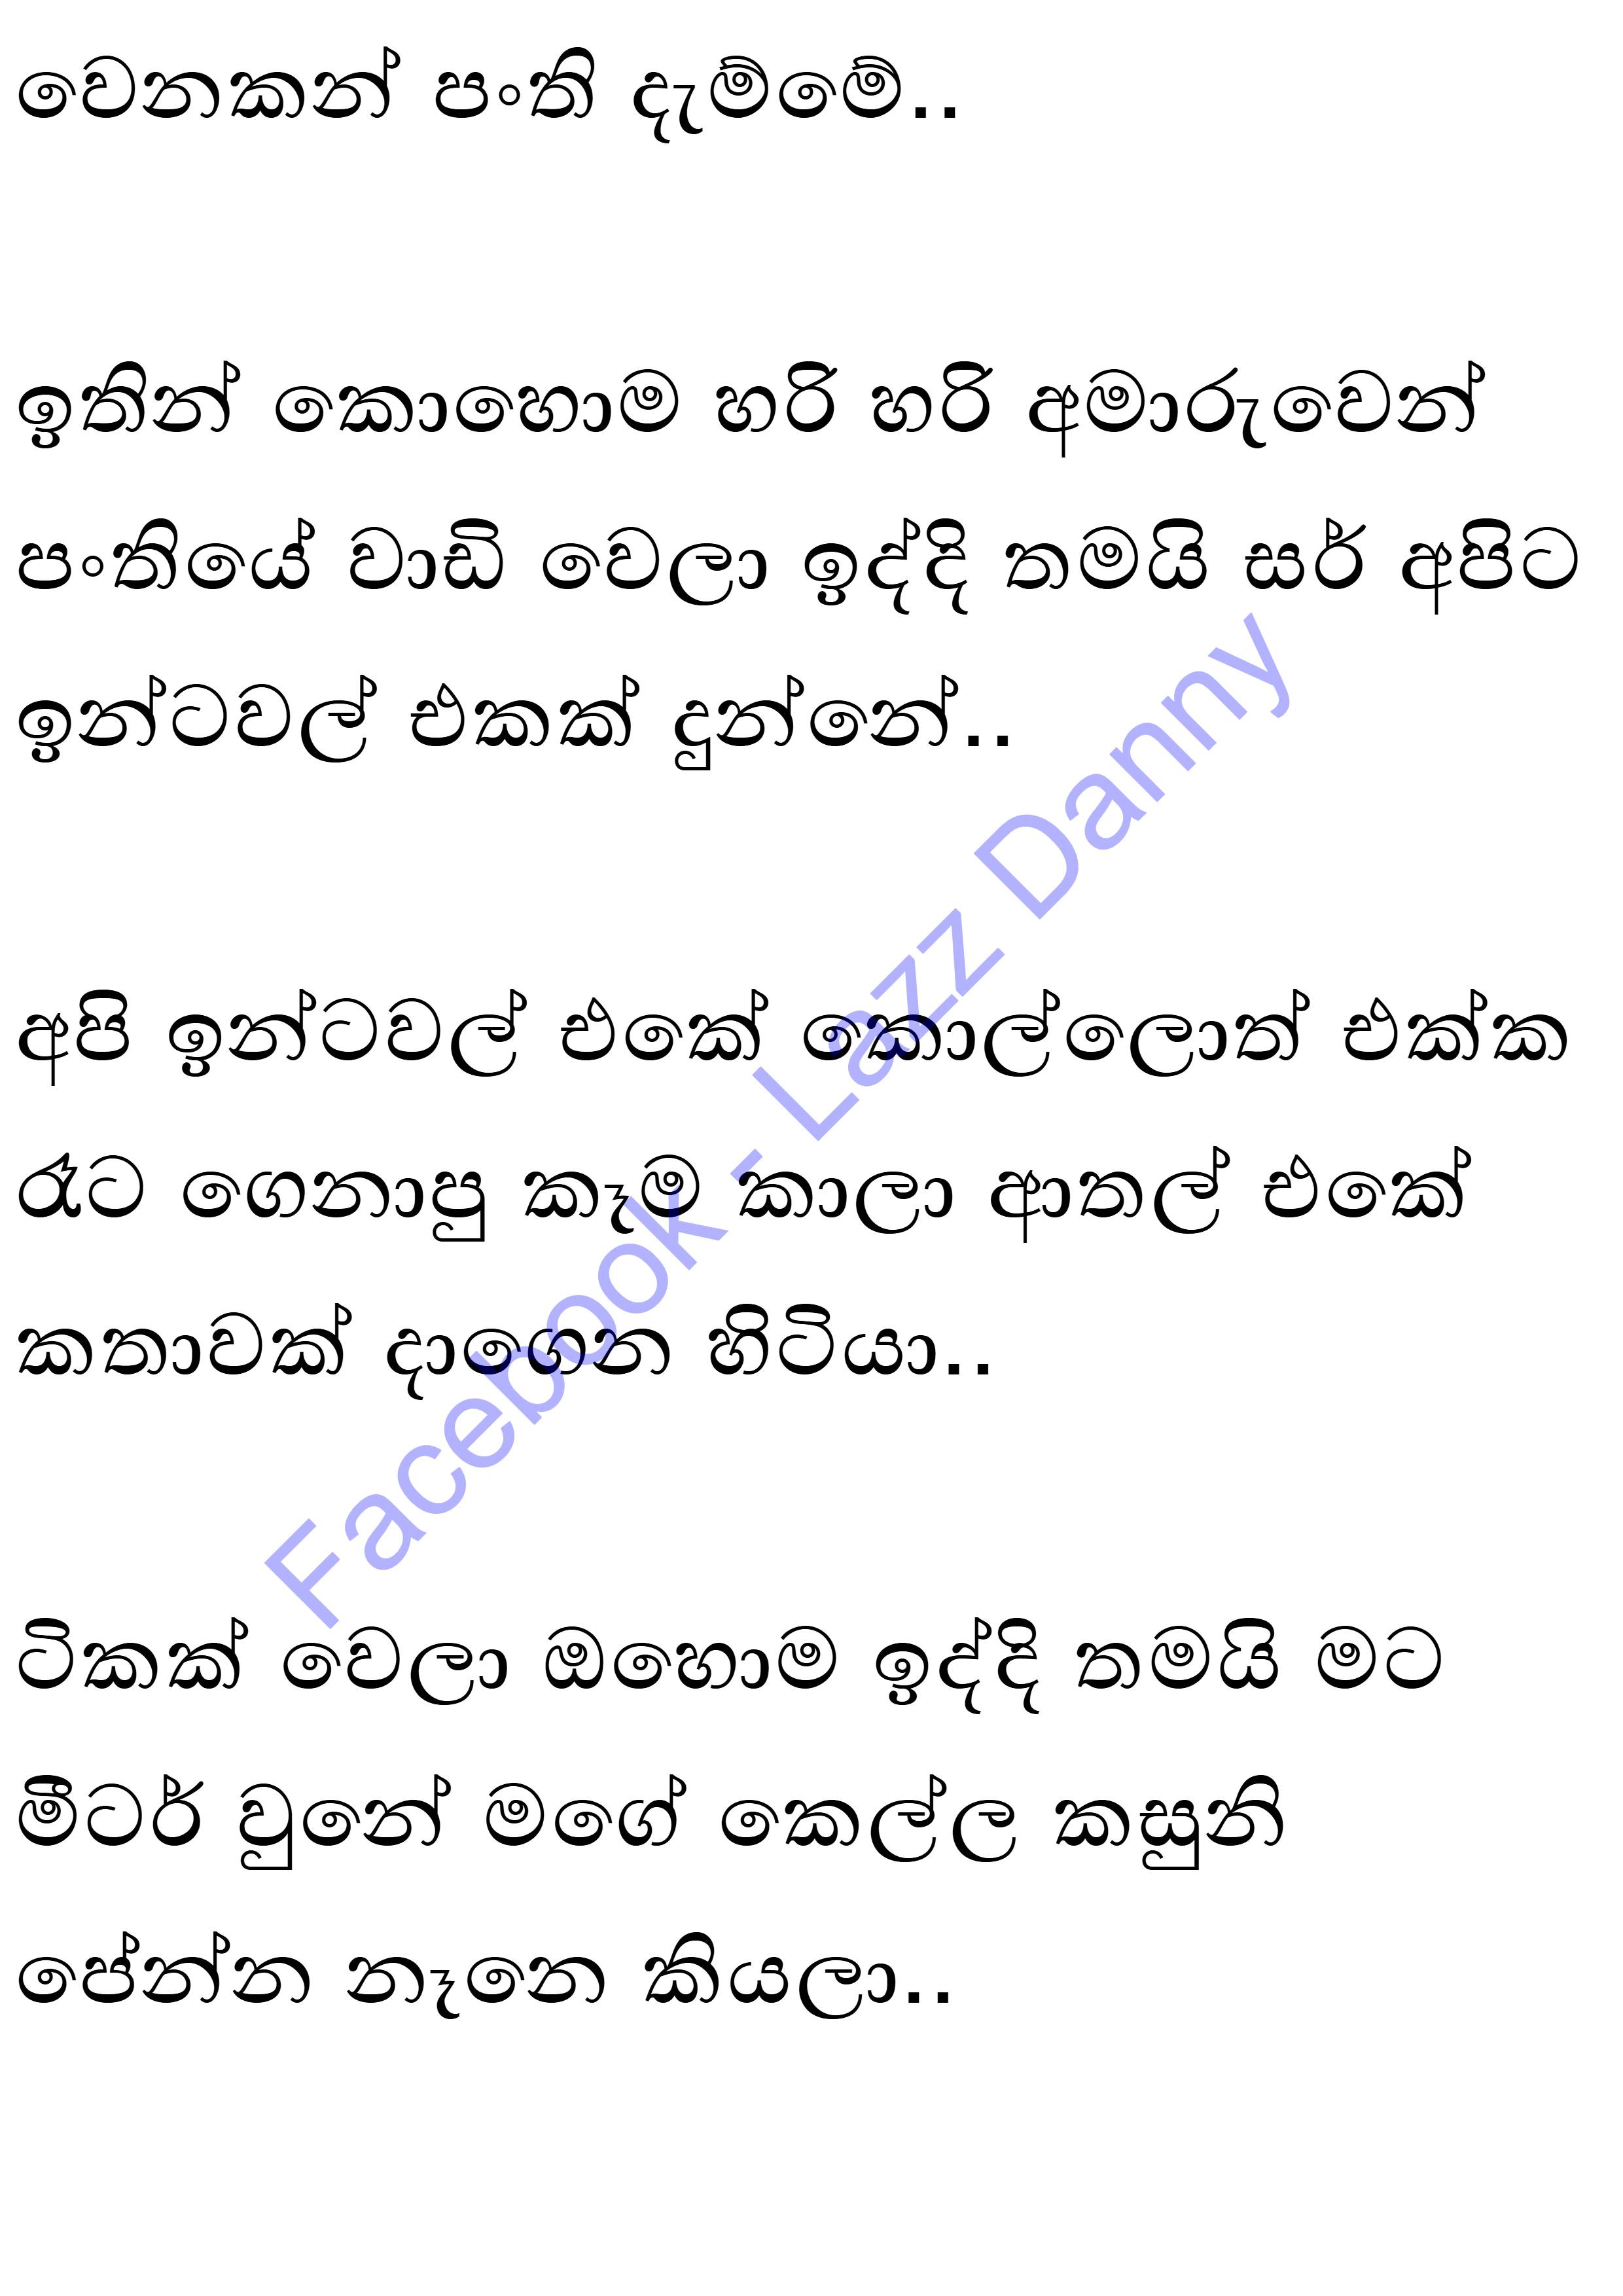 වෙනකන් පංති දැම්මේ..
ඉතින් කොහොම හරි හරි අමාරුවෙන්
පංතියේ වාඩි වෙලා ඉද්දි තමයි සර් අපිට
ඉන්ටවල් එකක් දුන්නේ..
අපි ඉන්ටවල් එකේ කොල්ලොත් එක්ක
රෑට ගෙනාපු කෑම කාලා ආතල් එකේ
කතාවක් දාගෙන හිටියා..
ටිකක් වෙලා ඔහොම ඉද්දි තමයි මට
මීටර් වුනේ මගේ කෙල්ල කසුනි
පේන්න නෑනෙ කියලා..
Facebook - Lazz Danny